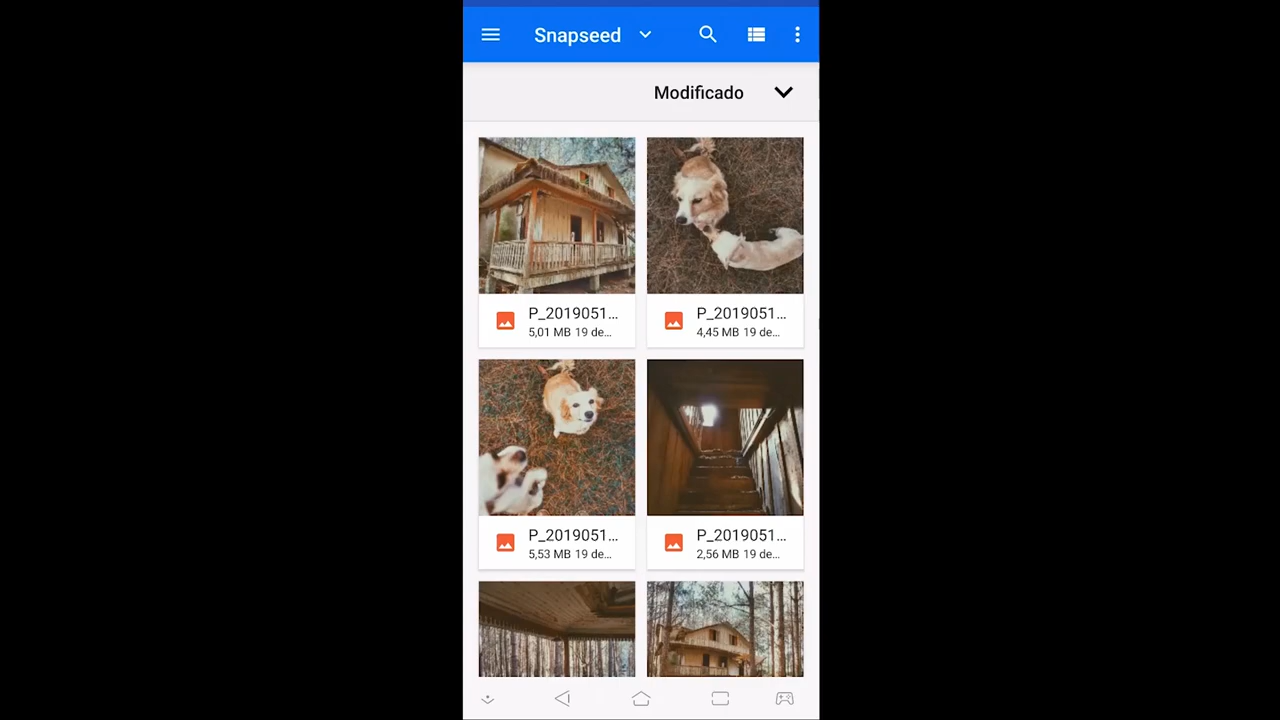 Snapseed
Modificado
P_2019051...
5,01 MB 19 de...
P_2019051...
4,45 MB 19 de...
P_2019051...
5,53 MB 19 de...
P_2019051...
2,56 MB 19 de...